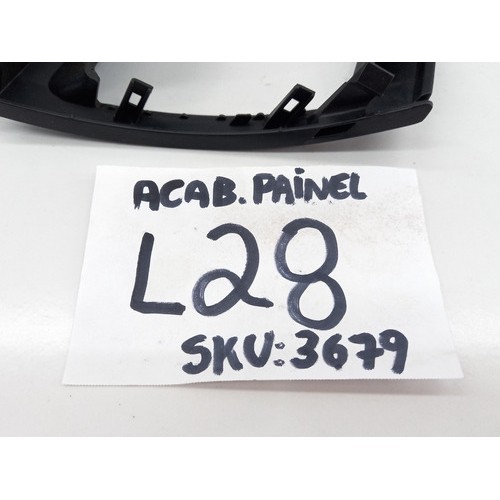 ACAB. PAINEL
L28
SKU: 3679